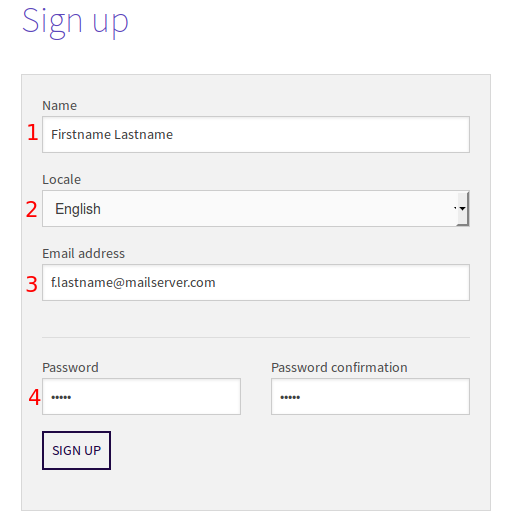 Sign up
Name
1 Firstname Lastname
Locale
2 English
Email address
3 f.lastname@mailserver.com
Password Password confirmation
4 ••••• •••••
SIGN UP